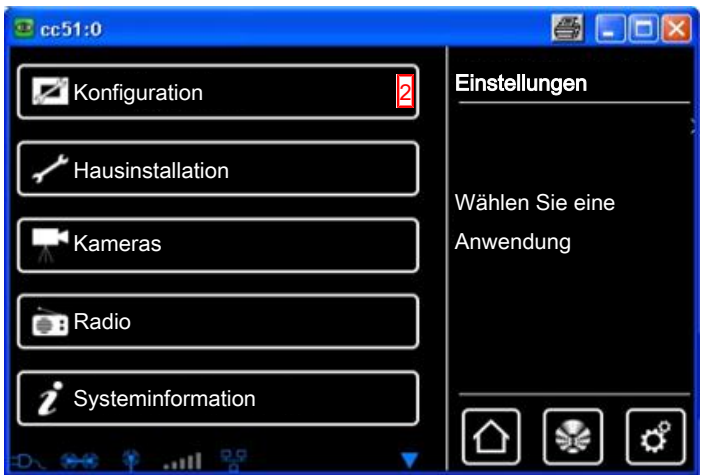 cc51:0
Konfiguration 2
Hausinstallation
Kameras
Radio
Systeminformation
Einstellungen
Wählen Sie eine
Anwendung